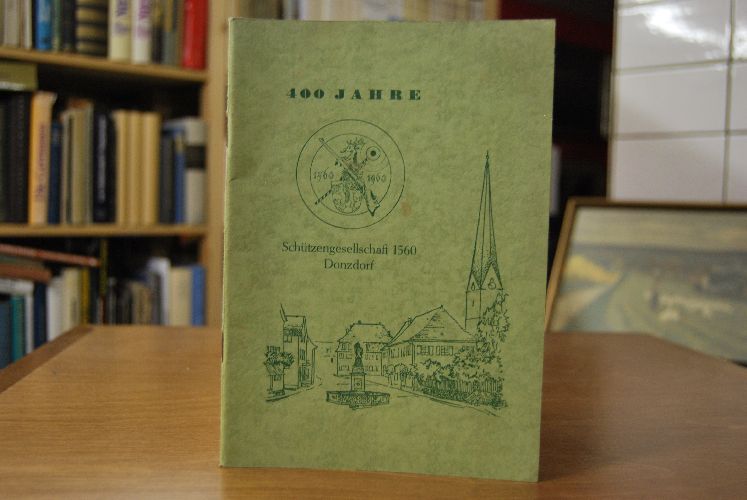 400 JAHRE
1560 1960
Schützengesellschaft 1560
Donzdorf